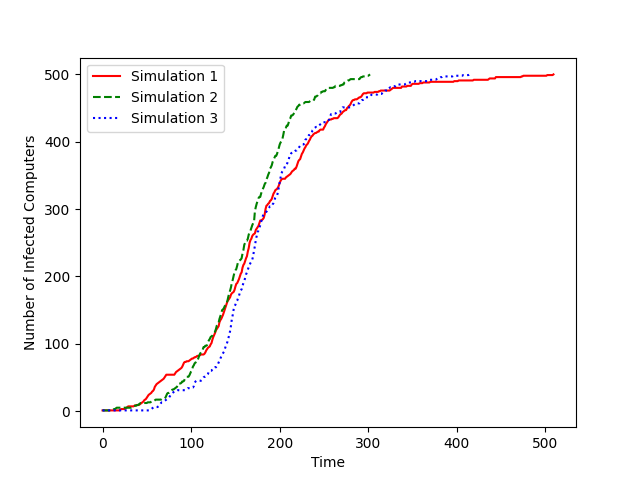 Simulation 1
Simulation 2
Simulation 3
Number of Infected Computers
500
400
300
200
100
0
0 100 200 300 400 500
Time